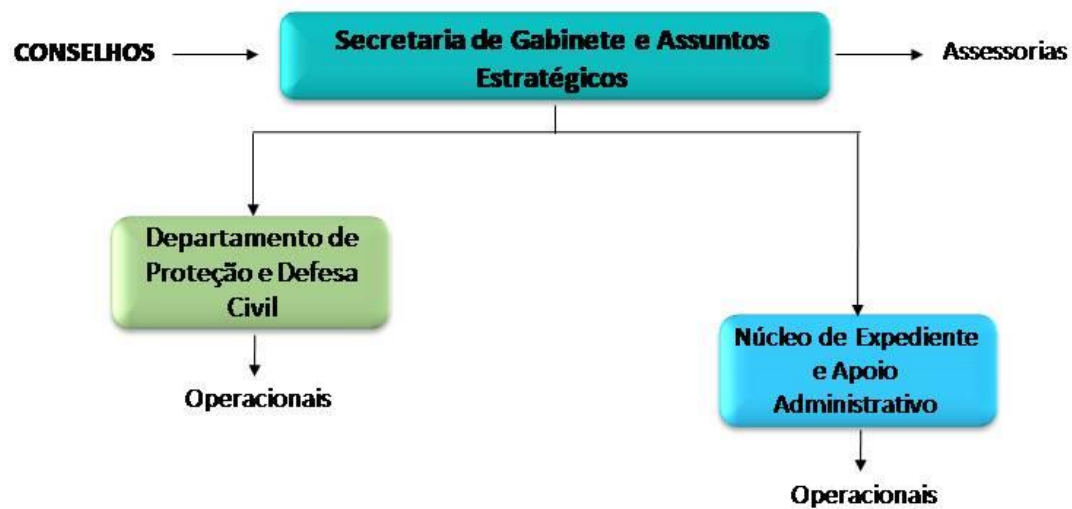 CONSELHOS
Secretaria de Gabinete e Assuntos
Estratégicos
Assessorias
Departamento de
Proteção e Defesa
Civil
Operacionais
Núcleo de Expediente
e Apoio
Administrativo
Operacionais